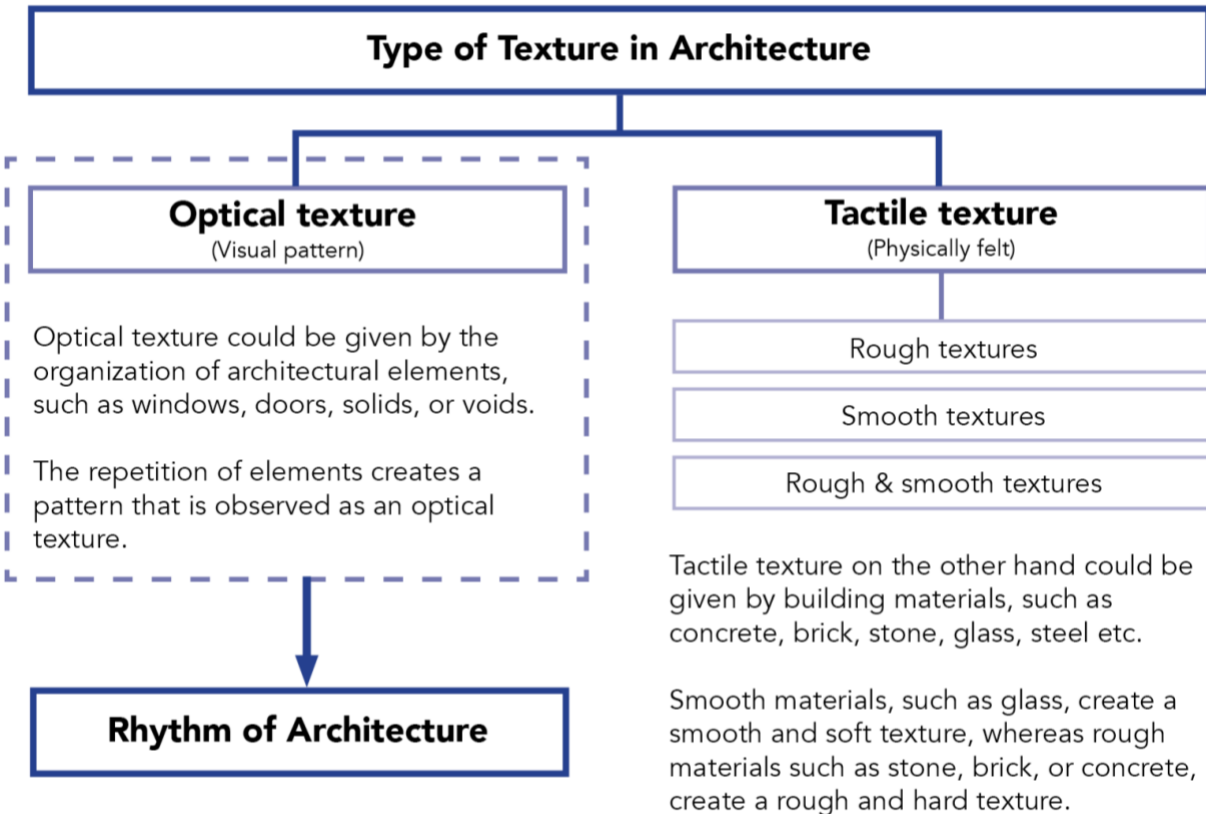 Type of Texture in Architecture
Optical texture
(Visual pattern)
Optical texture could be given by the
organization of architectural elements,
such as windows, doors, solids, or voids.
The repetition of elements creates a
pattern that is observed as an optical
texture.
Rhythm of Architecture
Tactile texture
(Physically felt)
Rough textures
Smooth textures
Rough & smooth textures
Tactile texture on the other hand could be
given by building materials, such as
concrete, brick, stone, glass, steel etc.
Smooth materials, such as glass, create a
smooth and soft texture, whereas rough
materials such as stone, brick, or concrete,
create a rough and hard texture.